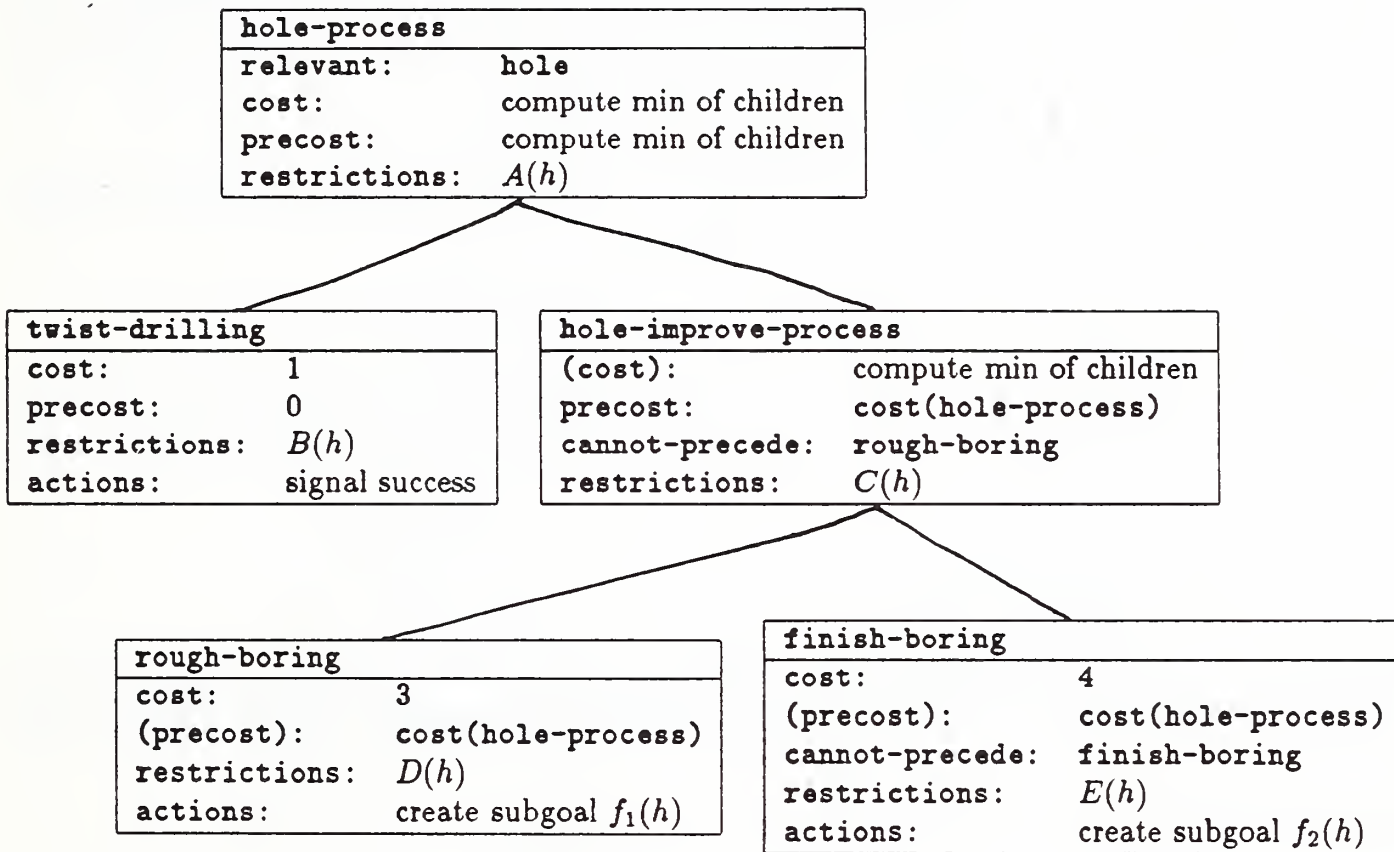 hole-process
relevant: hole
cost: compute min of children
precost: compute min of children
restrictions: A(h)
twist-drilling
cost: 1
precost: 0
restrictions: B(h)
actions: signal success
hole-improve-process
(cost): compute min of children
precost: cost(hole-process)
cannot-precede: rough-boring
restrictions: C(h)
rough-boring
cost: 3
(precost): cost(hole-process)
restrictions: D(h)
actions: create subgoal f₁(h)
finish-boring
cost: 4
(precost): cost(hole-process)
cannot-precede: finish-boring
restrictions: E(h)
actions: create subgoal f₂(h)